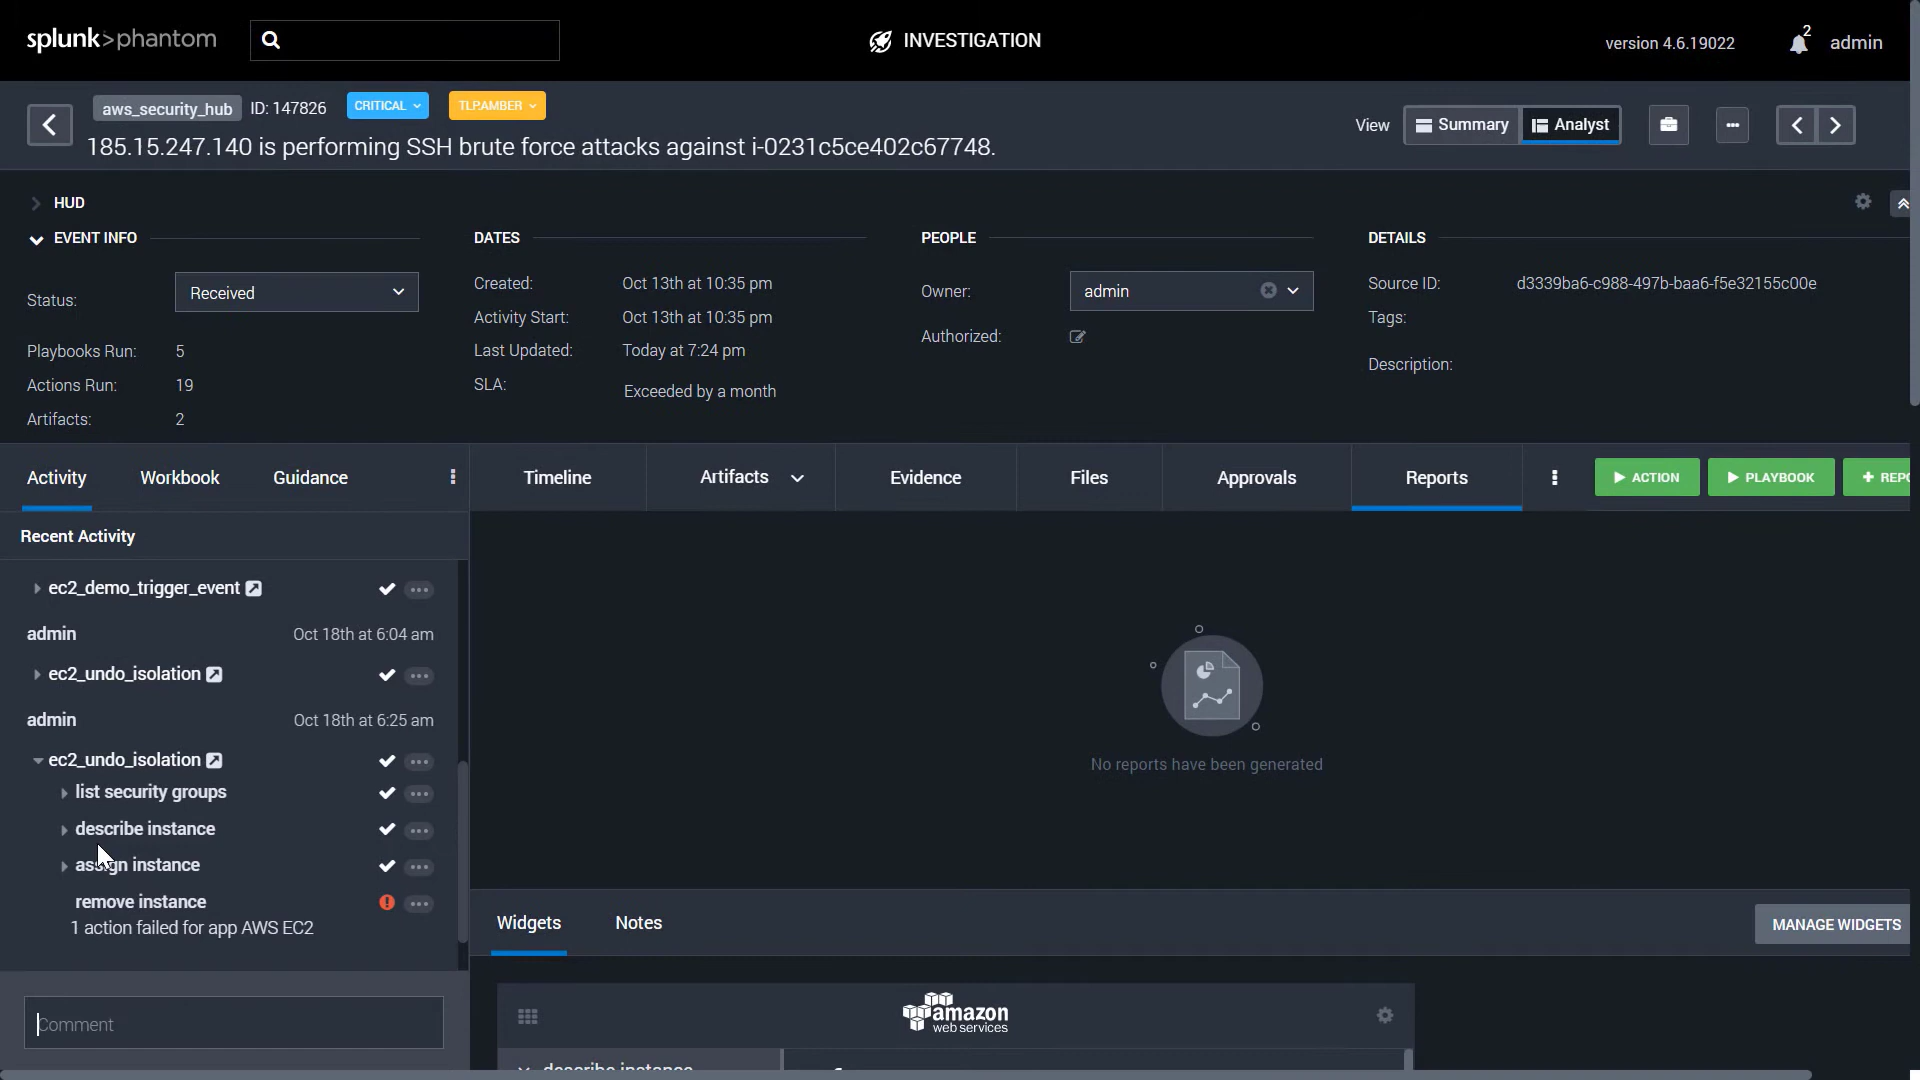 splunk>phantom
INVESTIGATION
version 4.6.19022
2
admin
aws_security_hub
ID: 147826
CRITICAL
TLP:AMBER
185.15.247.140 is performing SSH brute force attacks against i-0231c5ce402c67748.
View
Summary
Analyst
HUD
EVENT INFO
DATES
PEOPLE
DETAILS
Status:
Received
Playbooks Run:
5
Actions Run:
19
Artifacts:
2
Created:
Oct 13th at 10:35 pm
Activity Start:
Oct 13th at 10:35 pm
Last Updated:
Today at 7:24 pm
SLA:
Exceeded by a month
Owner:
admin
Authorized:
Source ID:
d3339ba6-c988-497b-baa6-f5e32155c00e
Tags:
Description:
Activity
Workbook
Guidance
Timeline
Artifacts
Evidence
Files
Approvals
Reports
ACTION
PLAYBOOK
REPO
Recent Activity
ec2_demo_trigger_event
admin
Oct 18th at 6:04 am
ec2_undo_isolation
admin
Oct 18th at 6:25 am
ec2_undo_isolation
list security groups
describe instance
assign instance
remove instance
1 action failed for app AWS EC2
Comment
No reports have been generated
Widgets
Notes
MANAGE WIDGETS
amazon
web services
describe instance